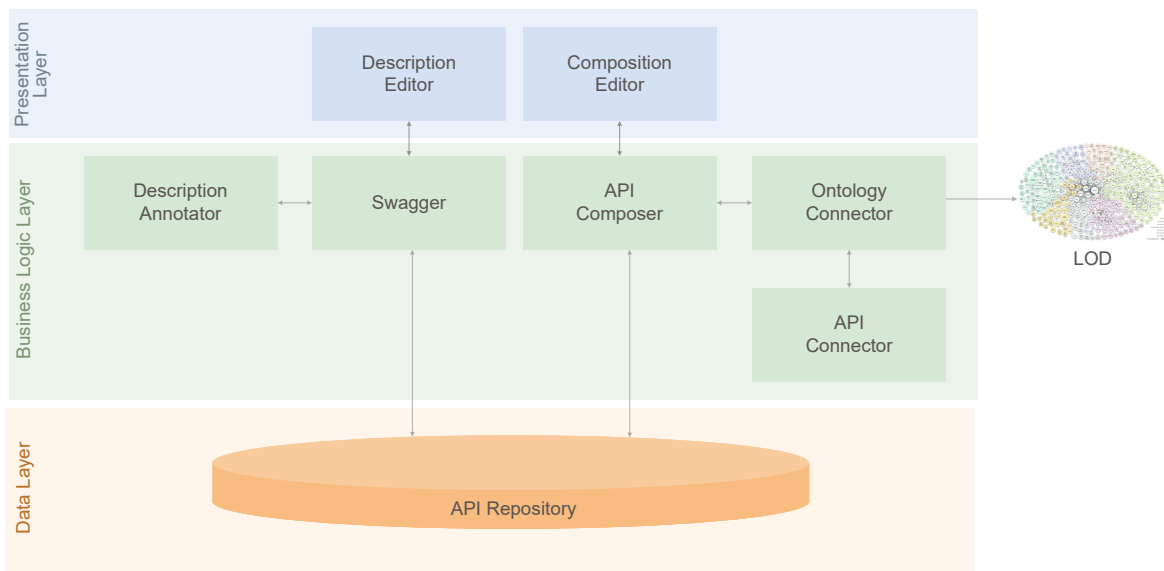 Presentation
Layer
Description
Editor
Composition
Editor
Business Logic Layer
Description
Annotator
Swagger
API
Composer
Ontology
Connector
LOD
API
Connector
Data Layer
API Repository